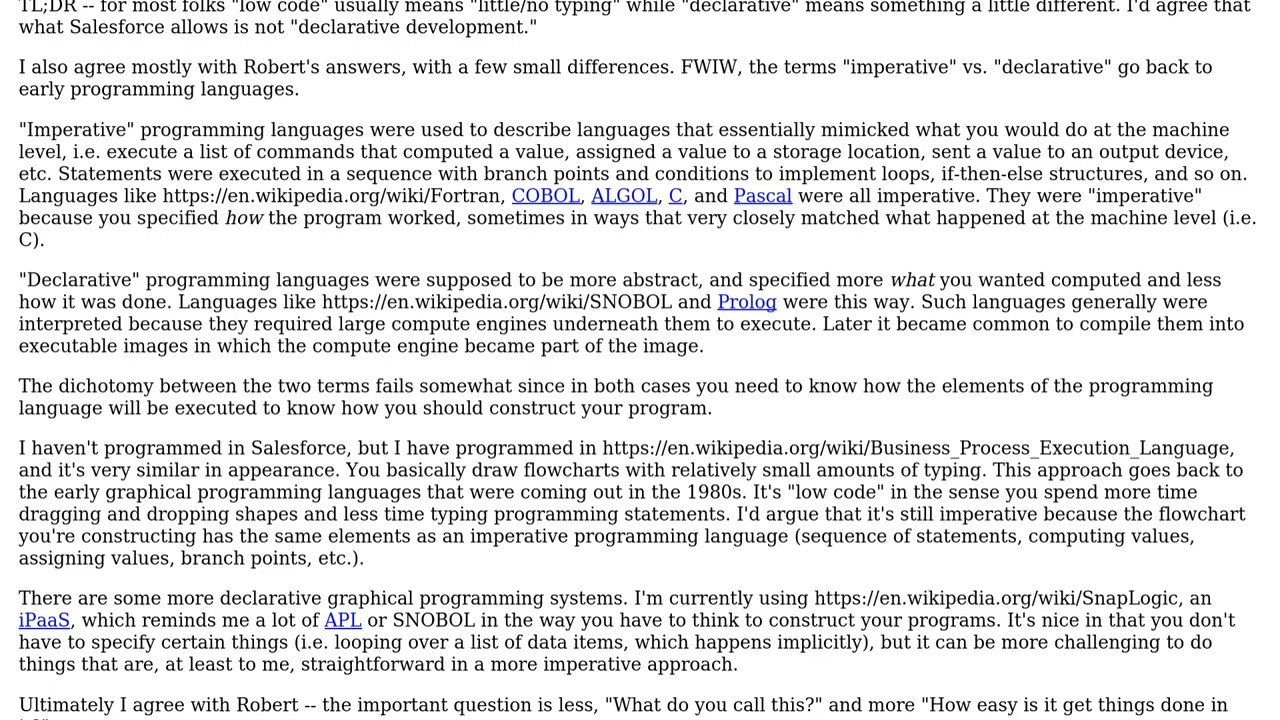 TL;DR -- for most folks "low code" usually means "little/no typing" while "declarative" means something a little different. I'd agree that
what Salesforce allows is not "declarative development."
I also agree mostly with Robert's answers, with a few small differences. FWIW, the terms "imperative" vs. "declarative" go back to
early programming languages.
"Imperative" programming languages were used to describe languages that essentially mimicked what you would do at the machine
level, i.e. execute a list of commands that computed a value, assigned a value to a storage location, sent a value to an output device,
etc. Statements were executed in a sequence with branch points and conditions to implement loops, if-then-else structures, and so on.
Languages like https://en.wikipedia.org/wiki/Fortran, COBOL, ALGOL, C, and Pascal were all imperative. They were "imperative"
because you specified how the program worked, sometimes in ways that very closely matched what happened at the machine level (i.e.
C).
"Declarative" programming languages were supposed to be more abstract, and specified more what you wanted computed and less
how it was done. Languages like https://en.wikipedia.org/wiki/SNOBOL and Prolog were this way. Such languages generally were
interpreted because they required large compute engines underneath them to execute. Later it became common to compile them into
executable images in which the compute engine became part of the image.
The dichotomy between the two terms fails somewhat since in both cases you need to know how the elements of the programming
language will be executed to know how you should construct your program.
I haven't programmed in Salesforce, but I have programmed in https://en.wikipedia.org/wiki/Business_Process_Execution_Language,
and it's very similar in appearance. You basically draw flowcharts with relatively small amounts of typing. This approach goes back to
the early graphical programming languages that were coming out in the 1980s. It's "low code" in the sense you spend more time
dragging and dropping shapes and less time typing programming statements. I'd argue that it's still imperative because the flowchart
you're constructing has the same elements as an imperative programming language (sequence of statements, computing values,
assigning values, branch points, etc.).
There are some more declarative graphical programming systems. I'm currently using https://en.wikipedia.org/wiki/SnapLogic, an
iPaaS, which reminds me a lot of APL or SNOBOL in the way you have to think to construct your programs. It's nice in that you don't
have to specify certain things (i.e. looping over a list of data items, which happens implicitly), but it can be more challenging to do
things that are, at least to me, straightforward in a more imperative approach.
Ultimately I agree with Robert -- the important question is less, "What do you call this?" and more "How easy is it get things done in